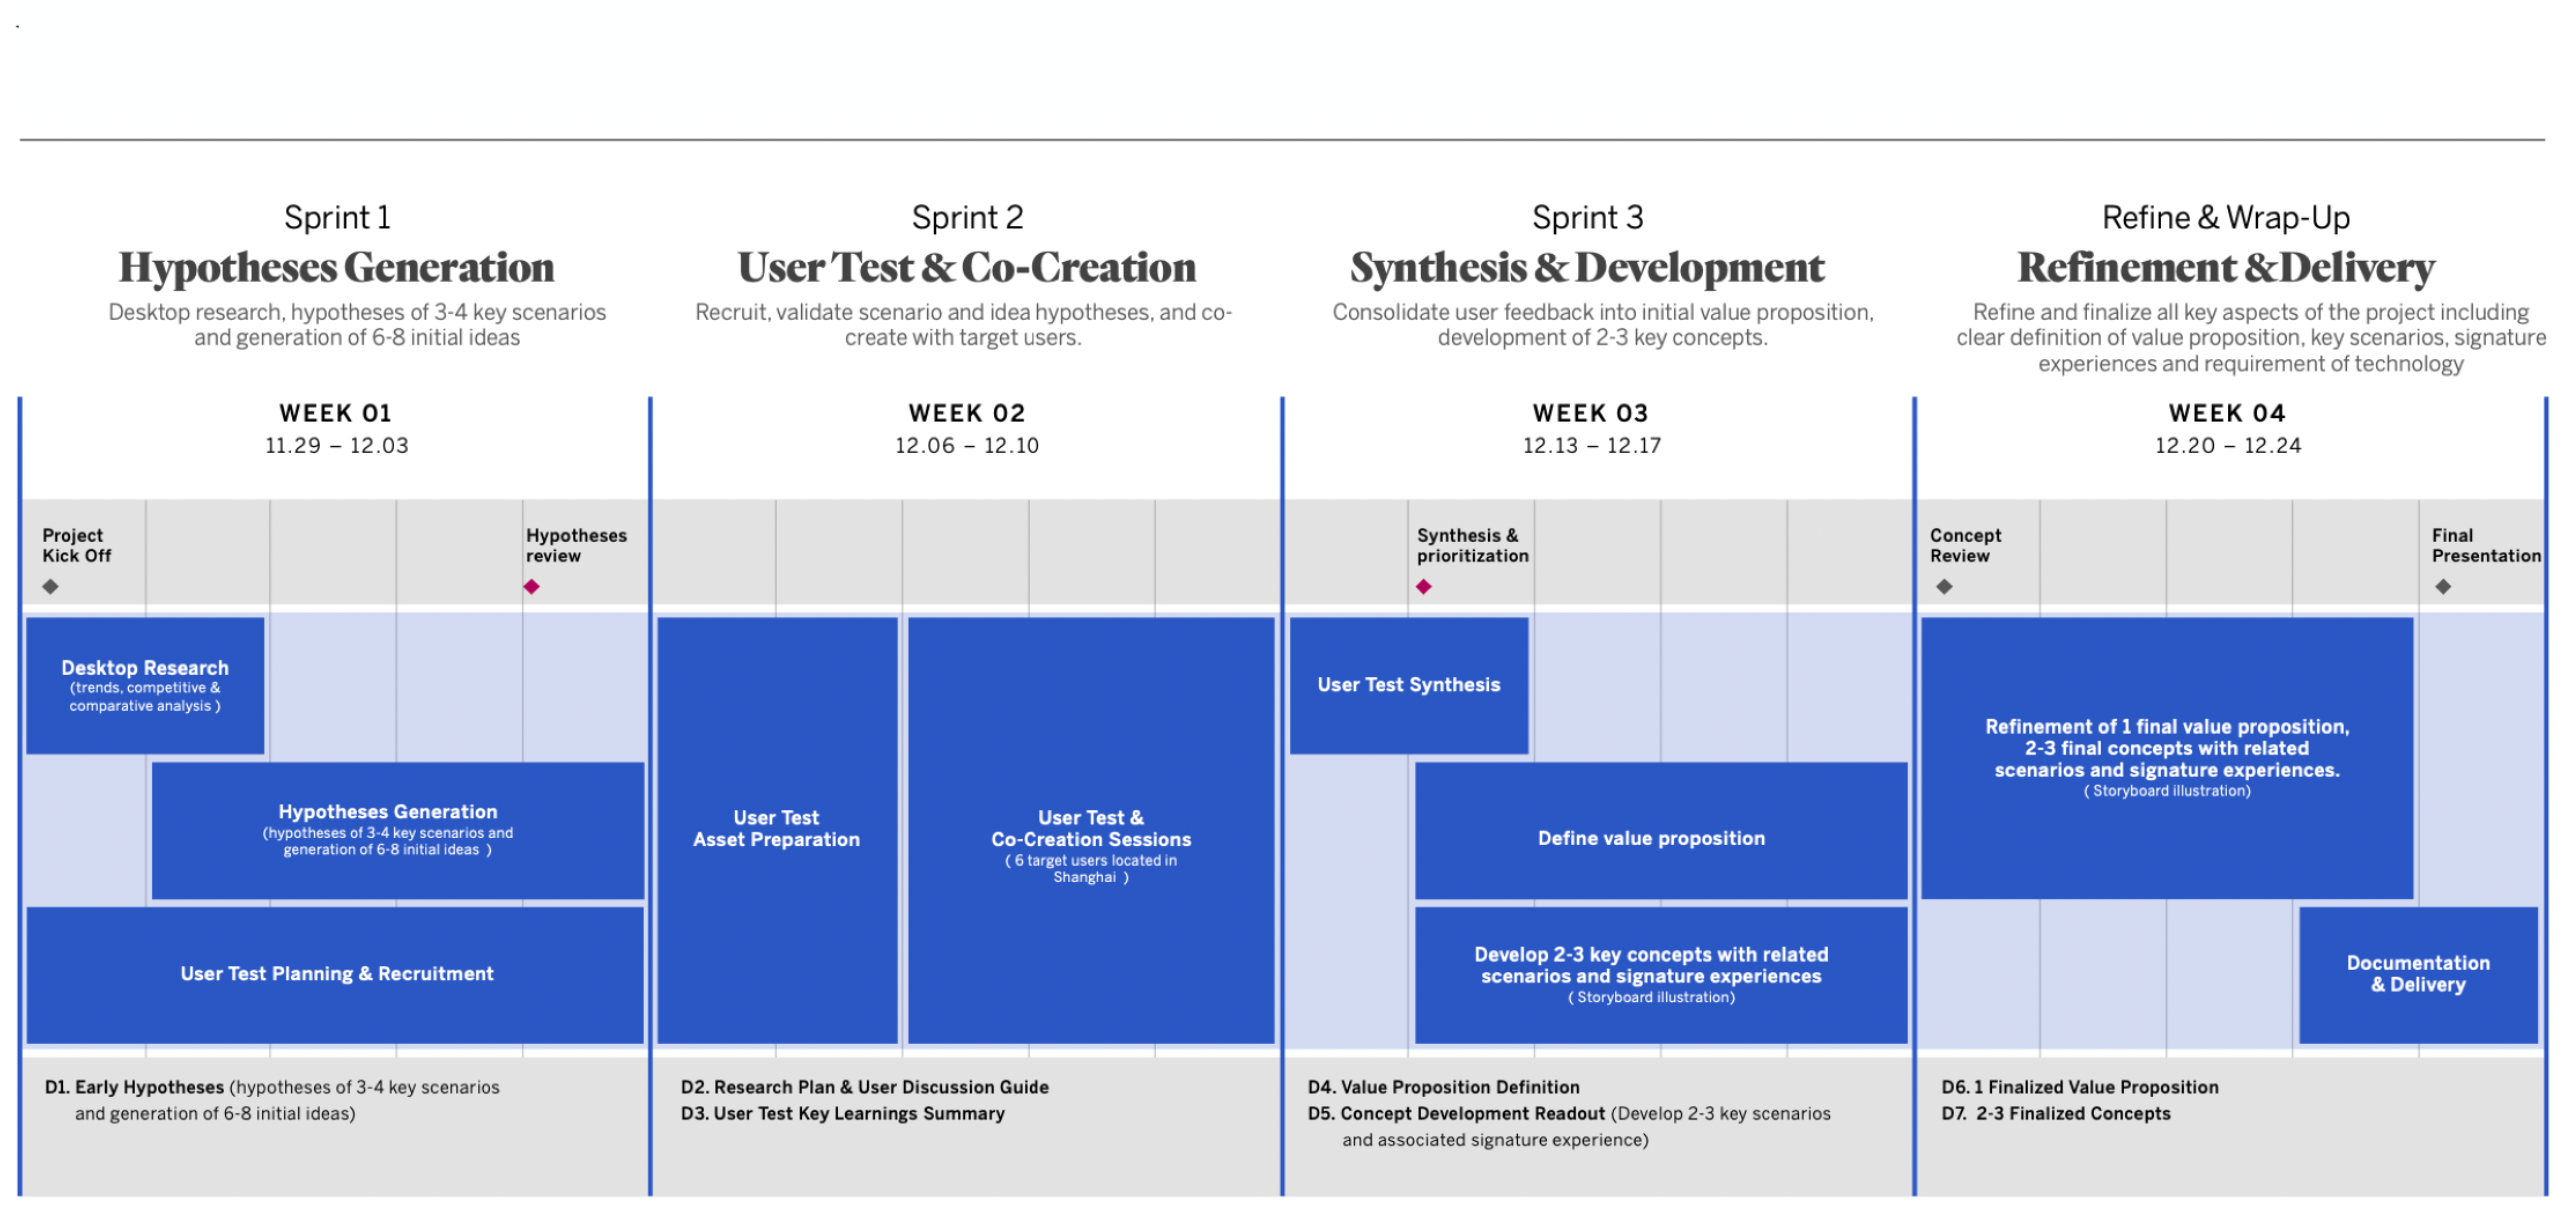 Sprint 1
Hypotheses Generation
Desktop research, hypotheses of 3-4 key scenarios
and generation of 6-8 initial ideas
Sprint 2
User Test & Co-Creation
Recruit, validate scenario and idea hypotheses, and co-
create with target users.
Sprint 3
Synthesis & Development
Consolidate user feedback into initial value proposition,
development of 2-3 key concepts.
Refine & Wrap-Up
Refinement &Delivery
Refine and finalize all key aspects of the project including
clear definition of value proposition, key scenarios, signature
experiences and requirement of technology
WEEK 01
11.29 – 12.03
WEEK 02
12.06 – 12.10
WEEK 03
12.13 – 12.17
WEEK 04
12.20 – 12.24
Project
Kick Off
Hypotheses
review
Synthesis &
prioritization
Concept
Review
Final
Presentation
Desktop Research
(trends, competitive &
comparative analysis )
Hypotheses Generation
(hypotheses of 3-4 key scenarios and
generation of 6-8 initial ideas )
User Test Planning & Recruitment
User Test
Asset Preparation
User Test &
Co-Creation Sessions
( 6 target users located in
Shanghai )
User Test Synthesis
Define value proposition
Develop 2-3 key concepts with related
scenarios and signature experiences
( Storyboard illustration)
Refinement of 1 final value proposition,
2-3 final concepts with related
scenarios and signature experiences.
( Storyboard illustration)
Documentation
& Delivery
D1. Early Hypotheses (hypotheses of 3-4 key scenarios
and generation of 6-8 initial ideas)
D2. Research Plan & User Discussion Guide
D3. User Test Key Learnings Summary
D4. Value Proposition Definition
D5. Concept Development Readout (Develop 2-3 key scenarios
and associated signature experience)
D6. 1 Finalized Value Proposition
D7. 2-3 Finalized Concepts